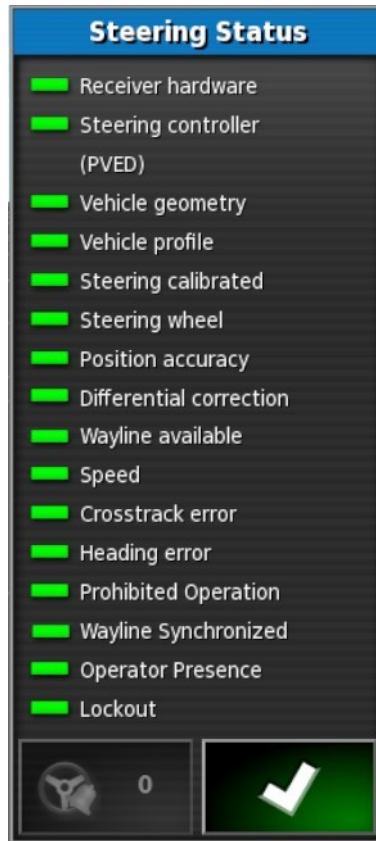 Steering Status
Receiver hardware
Steering controller
(PVED)
Vehicle geometry
Vehicle profile
Steering calibrated
Steering wheel
Position accuracy
Differential correction
Wayline available
Speed
Crosstrack error
Heading error
Prohibited Operation
Wayline Synchronized
Operator Presence
Lockout
0